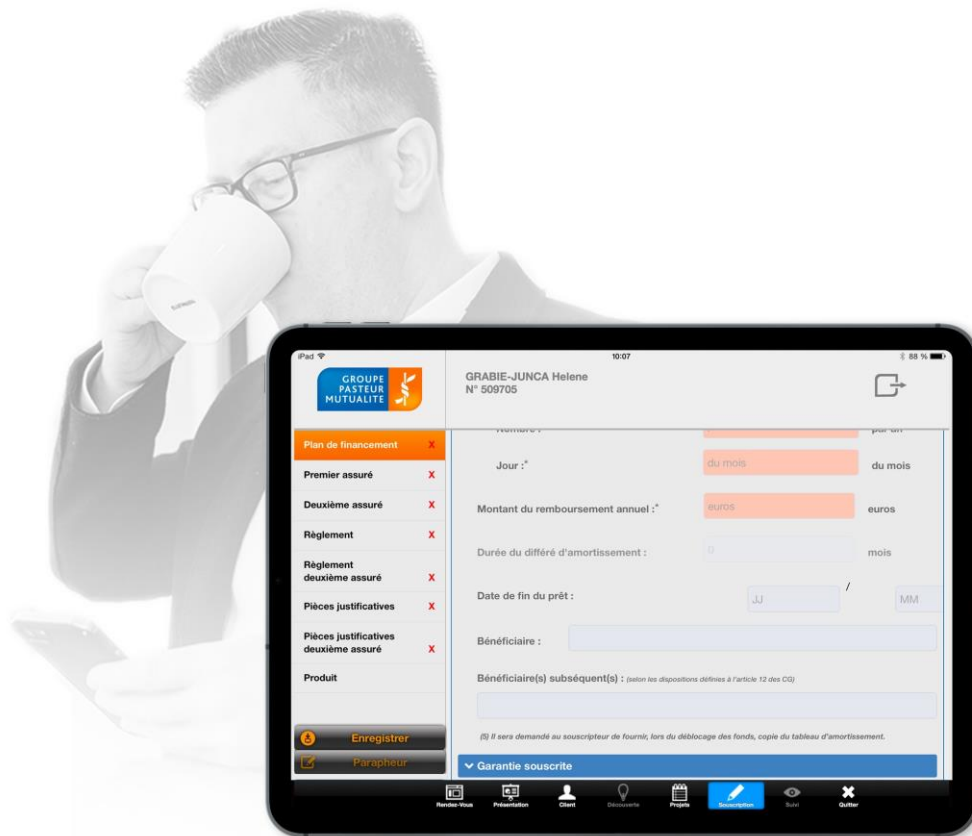 iPad
10:07
88 %
GROUPE
PASTEUR
MUTUALITÉ
GRABIE-JUNCA Helene
N° 509705
Plan de financement X
Premier assuré X
Deuxième assuré X
Règlement X
Règlement
deuxième assuré X
Pièces justificatives X
Pièces justificatives
deuxième assuré X
Produit
Enregistrer
Parapheur
Nombre : par an
Jour :* du mois du mois
Montant du remboursement annuel :* euros euros
Durée du différé d'amortissement : 0 mois
Date de fin du prêt : JJ / MM
Bénéficiaire :
Bénéficiaire(s) subséquent(s) : (selon les dispositions définies à l'article 12 des CG)
(5) Il sera demandé au souscripteur de fournir, lors du déblocage des fonds, copie du tableau d'amortissement.
Garantie souscrite
Rendez-Vous Présentation Client Découverte Projets Souscription Suivi Quitter